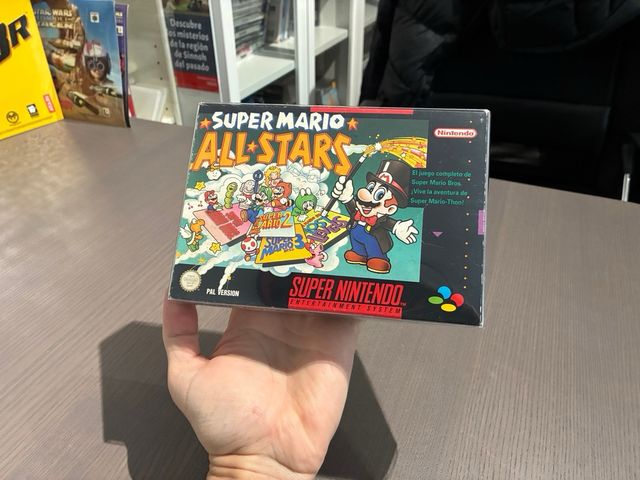 STAR WARS
Descubre
los misterios
de la región
de Sinnoh
del pasado
SUPER MARIO
ALL★STARS
Nintendo
El juego completo de
Super Mario Bros.
¡Vive la aventura de
Super Mario-Thon!
SUPER
MARIO 2
SUPER
MARIO 3
PAL VERSION
SUPER NINTENDO
ENTERTAINMENT SYSTEM